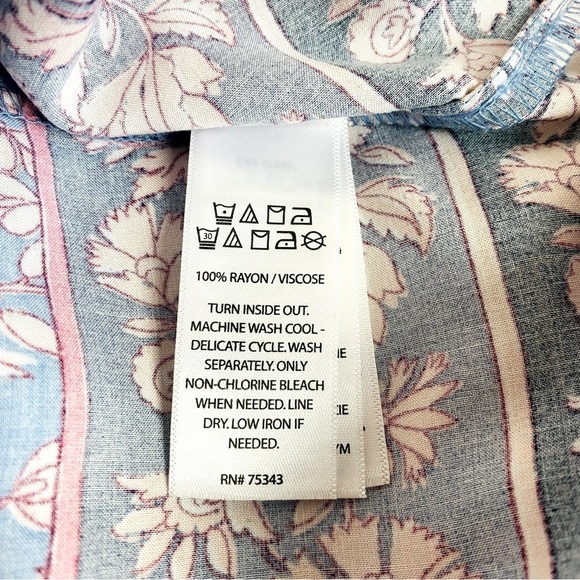 30
100% RAYON / VISCOSE
TURN INSIDE OUT.
MACHINE WASH COOL -
DELICATE CYCLE. WASH
SEPARATELY. ONLY
NON-CHLORINE BLEACH
WHEN NEEDED. LINE
DRY. LOW IRON IF
NEEDED.
RN# 75343